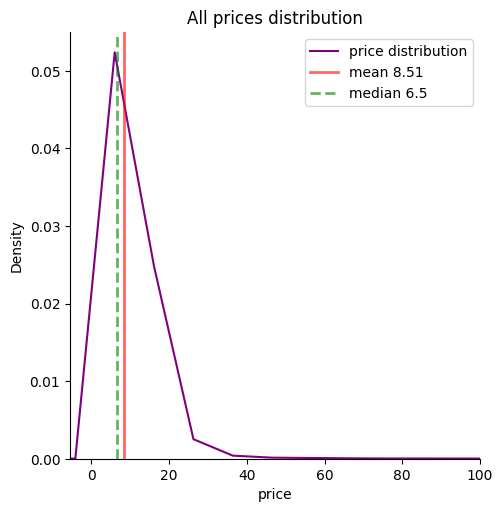 All prices distribution
price distribution
mean 8.51
median 6.5
Density
0.05
0.04
0.03
0.02
0.01
0.00
0
20
40
60
80
100
price